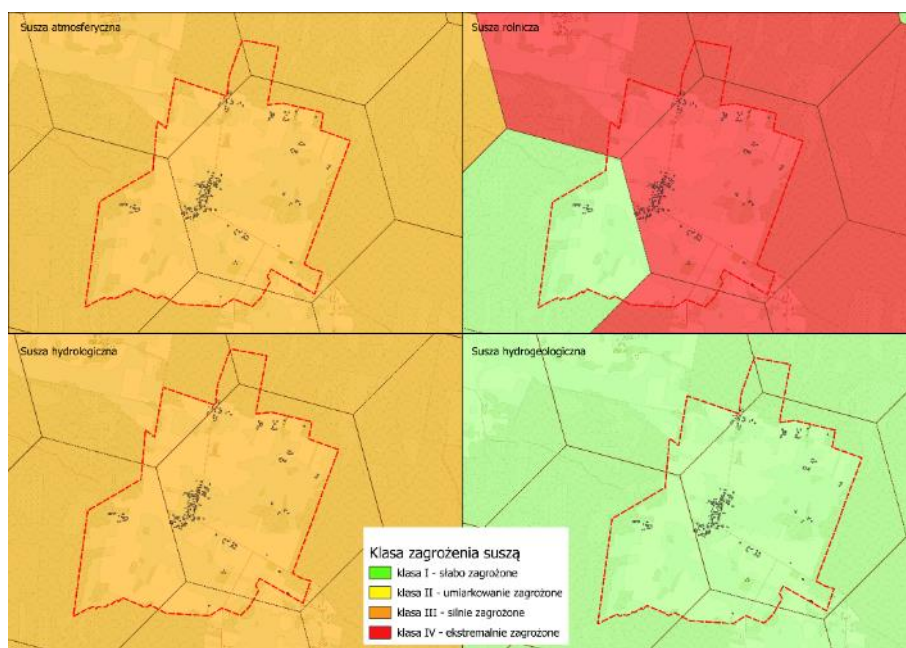 Susza atmosferyczna
Susza rolnicza
Susza hydrologiczna
Susza hydrogeologiczna
Klasa zagrożenia suszą
klasa I - słabo zagrożone
klasa II - umiarkowanie zagrożone
klasa III - silnie zagrożone
klasa IV - ekstremalnie zagrożone